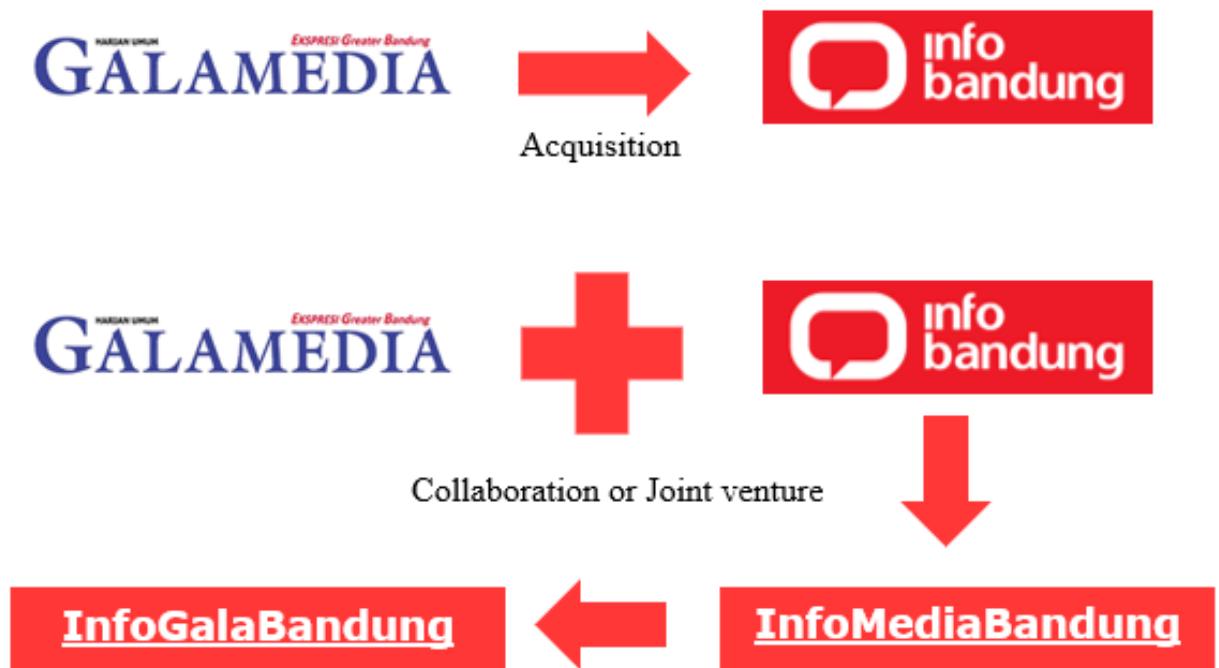 HARIAN UMUM
EKSPRESI Greater Bandung
GALAMEDIA
info
bandung
Acquisition
HARIAN UMUM
EKSPRESI Greater Bandung
GALAMEDIA
info
bandung
Collaboration or Joint venture
InfoGalaBandung
InfoMediaBandung